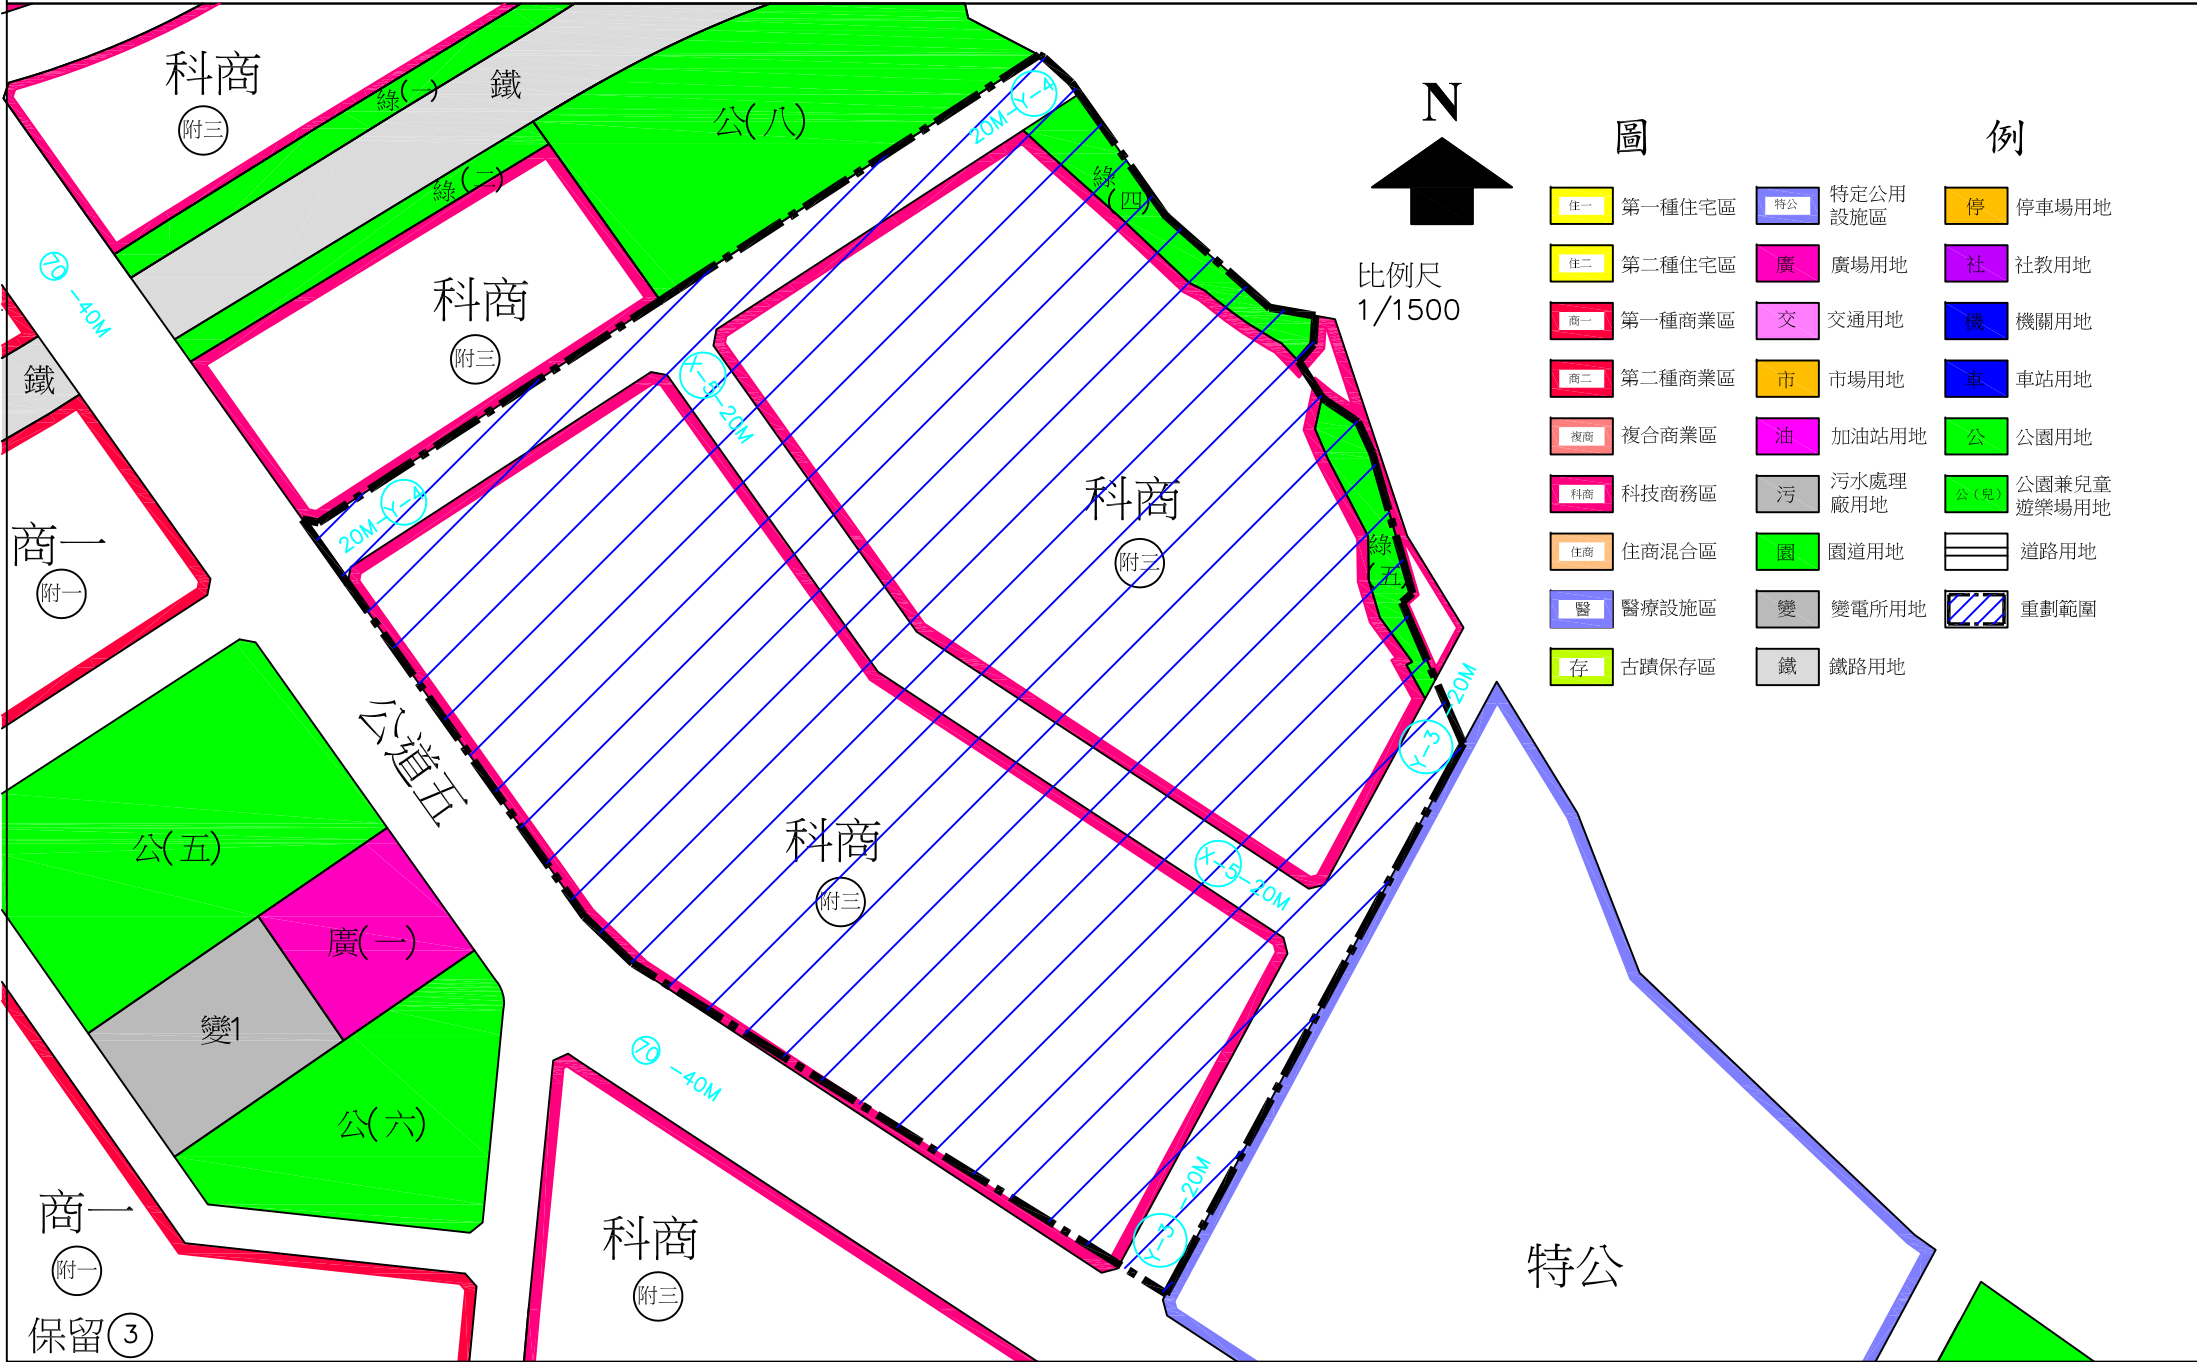 科商
附三
綠(一)
鐵
綠(二)
公(八)
20M-Y-4
綠
(四)
N
比例尺
1/1500
70 -40M
科商
附三
鐵
X-5-20M
20M-Y-4
科商
附三
綠
(五)
商一
附一
公道五
Y-3 -20M
公(五)
科商
附三
X-5-20M
廣(一)
變1
公(六)
70 -40M
商一
附一
保留 3
科商
附三
Y-3 -20M
特公
圖 例
住一 第一種住宅區
住二 第二種住宅區
商一 第一種商業區
商二 第二種商業區
複商 複合商業區
科商 科技商務區
住商 住商混合區
醫 醫療設施區
存 古蹟保存區
特公 特定公用
設施區
廣 廣場用地
交 交通用地
市 市場用地
油 加油站用地
污 污水處理
廠用地
園 園道用地
變 變電所用地
鐵 鐵路用地
停 停車場用地
社 社教用地
機 機關用地
車 車站用地
公 公園用地
公(兒) 公園兼兒童
遊樂場用地
道路用地
重劃範圍